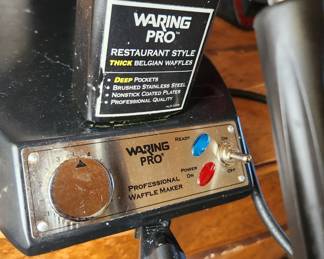 WARING
PRO™
RESTAURANT STYLE
THICK BELGIAN WAFFLES
• DEEP POCKETS
• BRUSHED STAINLESS STEEL
• NONSTICK COATED PLATES
• PROFESSIONAL QUALITY
WARING
PRO®
PROFESSIONAL
WAFFLE MAKER
READY
POWER
ON
ON
OFF